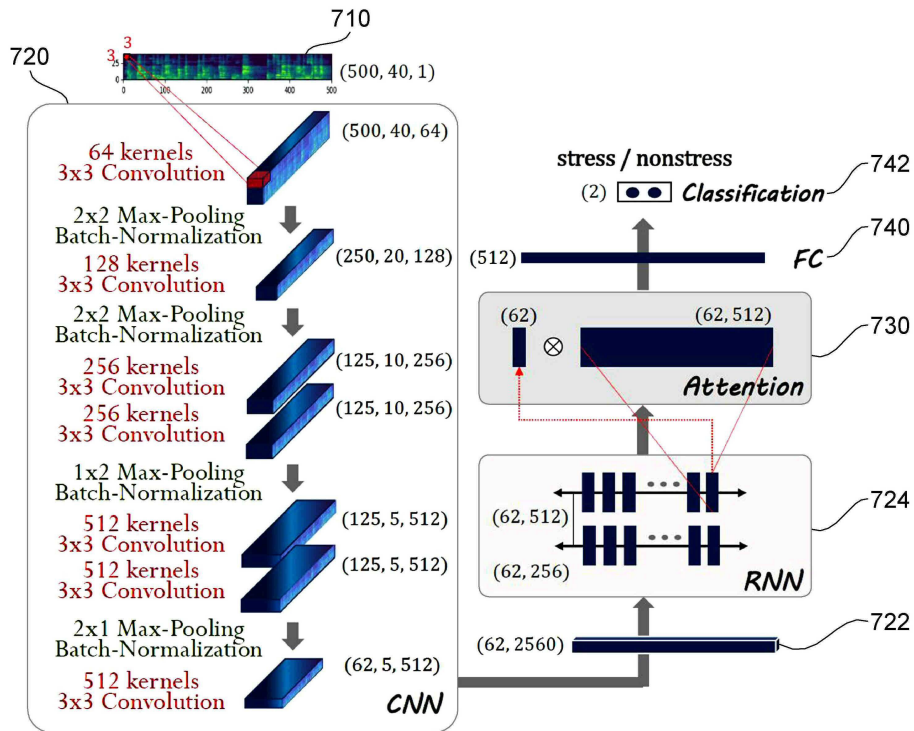 710
720
3
3
25
0
0 100 200 300 400 500
(500, 40, 1)
(500, 40, 64)
64 kernels
3x3 Convolution
2x2 Max-Pooling
Batch-Normalization
128 kernels
3x3 Convolution
(250, 20, 128)
2x2 Max-Pooling
Batch-Normalization
256 kernels
3x3 Convolution
(125, 10, 256)
256 kernels
3x3 Convolution
(125, 10, 256)
1x2 Max-Pooling
Batch-Normalization
512 kernels
3x3 Convolution
(125, 5, 512)
512 kernels
3x3 Convolution
(125, 5, 512)
2x1 Max-Pooling
Batch-Normalization
512 kernels
3x3 Convolution
(62, 5, 512)
CNN
stress / nonstress
(2) Classification
742
740
(512)
FC
(62)
⊗
(62, 512)
Attention
730
(62, 512)
(62, 256)
RNN
724
(62, 2560)
722